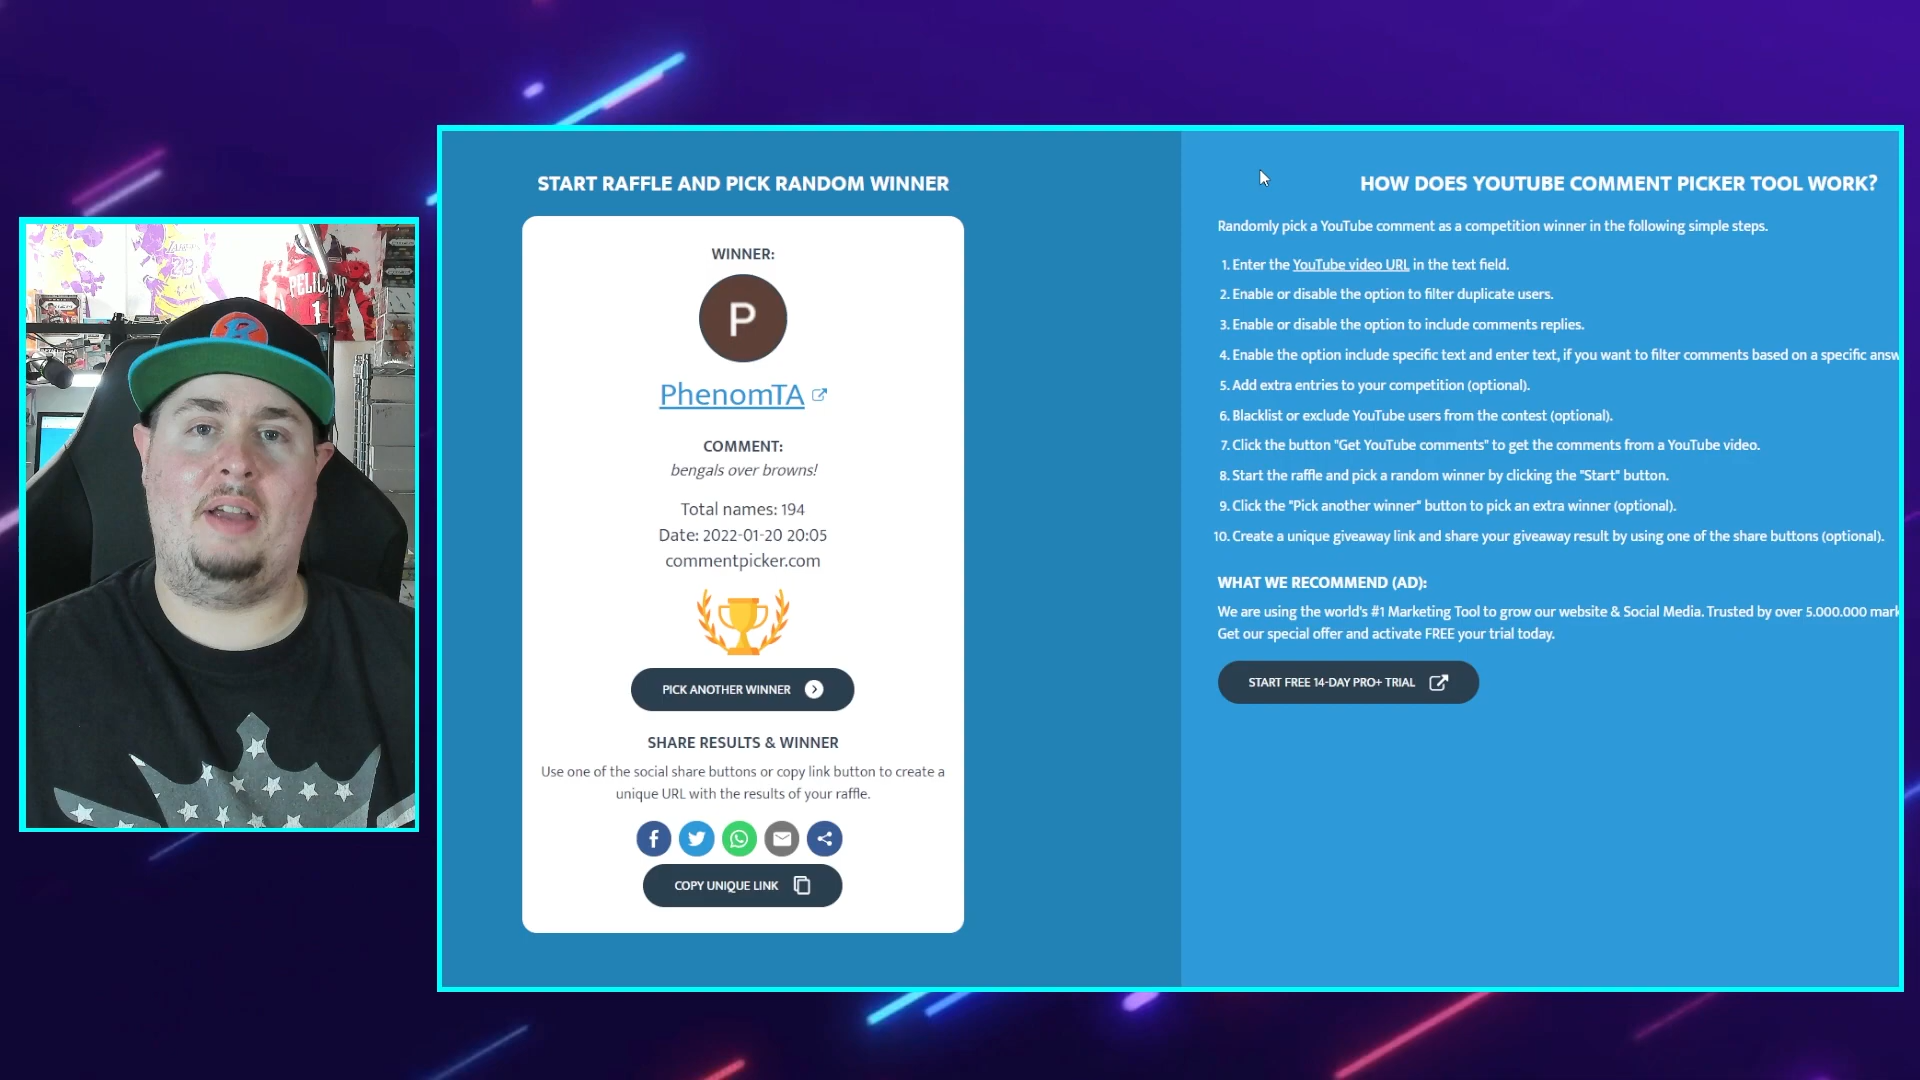 START RAFFLE AND PICK RANDOM WINNER
WINNER:
P
PhenomTA
COMMENT:
bengals over browns!
Total names: 194
Date: 2022-01-20 20:05
commentpicker.com
PICK ANOTHER WINNER
SHARE RESULTS & WINNER
Use one of the social share buttons or copy link button to create a
unique URL with the results of your raffle.
COPY UNIQUE LINK
HOW DOES YOUTUBE COMMENT PICKER TOOL WORK?
Randomly pick a YouTube comment as a competition winner in the following simple steps.
1. Enter the YouTube video URL in the text field.
2. Enable or disable the option to filter duplicate users.
3. Enable or disable the option to include comments replies.
4. Enable the option include specific text and enter text, if you want to filter comments based on a specific answ
5. Add extra entries to your competition (optional).
6. Blacklist or exclude YouTube users from the contest (optional).
7. Click the button "Get YouTube comments" to get the comments from a YouTube video.
8. Start the raffle and pick a random winner by clicking the "Start" button.
9. Click the "Pick another winner" button to pick an extra winner (optional).
10. Create a unique giveaway link and share your giveaway result by using one of the share buttons (optional).
WHAT WE RECOMMEND (AD):
We are using the world's #1 Marketing Tool to grow our website & Social Media. Trusted by over 5.000.000 mark
Get our special offer and activate FREE your trial today.
START FREE 14-DAY PRO+ TRIAL
PELICANS
1
23